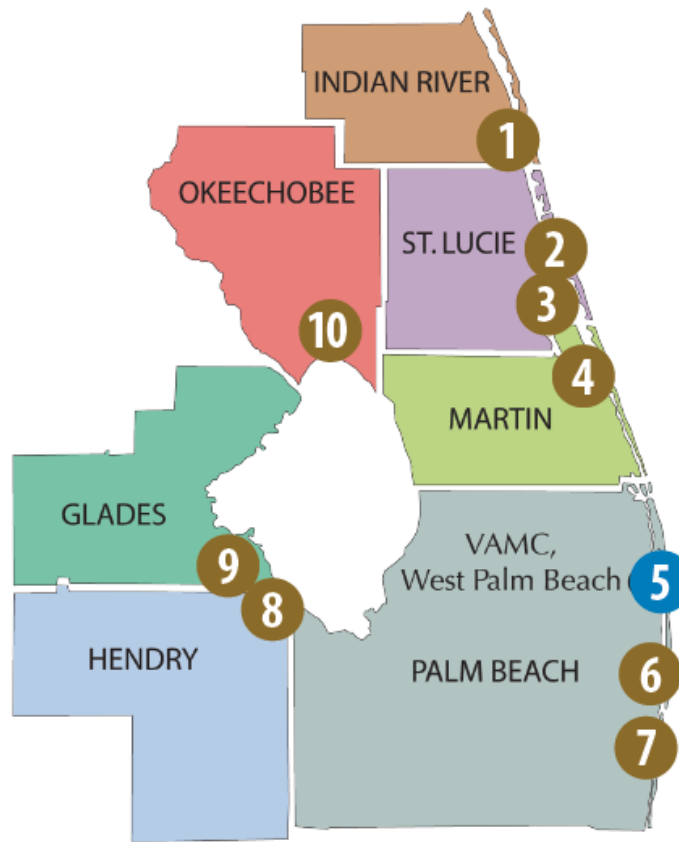 INDIAN RIVER
1
OKEECHOBEE
ST. LUCIE
2
3
10
4
MARTIN
GLADES
VAMC,
West Palm Beach
5
9
8
HENDRY
PALM BEACH
6
7